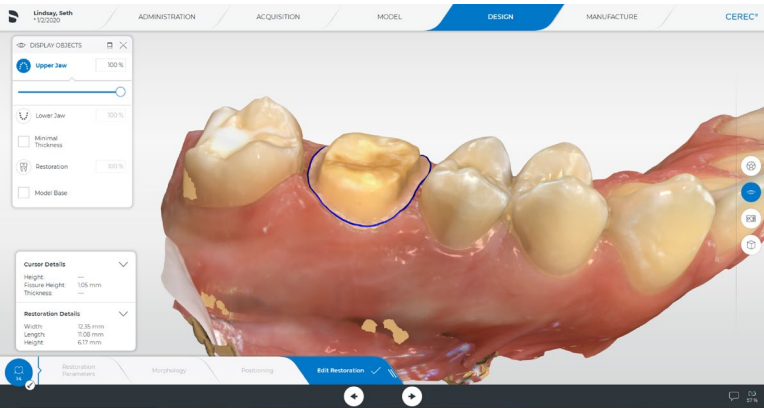 Lindsay, Seth
* 1/2/2020
ADMINISTRATION
ACQUISITION
MODEL
DESIGN
MANUFACTURE
CEREC®
DISPLAY OBJECTS
Upper Jaw 100 %
Lower Jaw 100 %
Minimal
Thickness
Restoration 100 %
Model Base
Cursor Details
Height: ---
Fissure Height: 1.05 mm
Thickness: ---
Restoration Details
Width: 12.35 mm
Length: 11.08 mm
Height: 6.17 mm
14
Restoration
Parameters
Morphology
Positioning
Edit Restoration
57 %